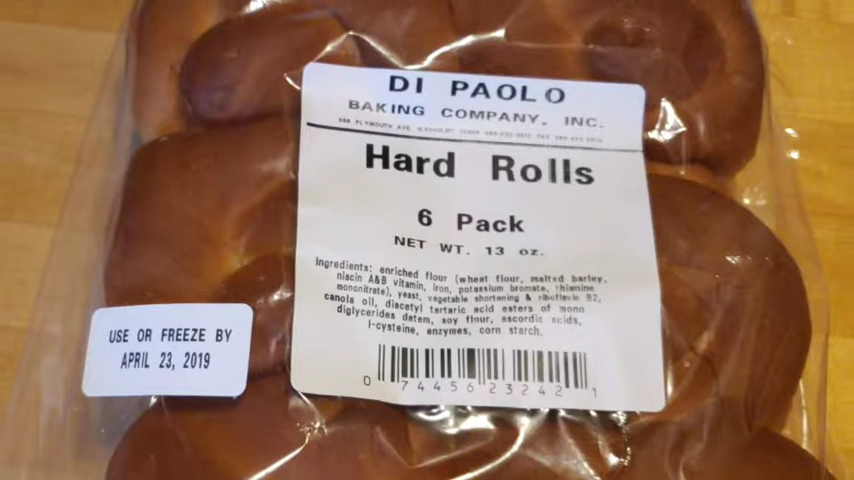 DI PAOLO
BAKING COMPANY, INC.
PLYMOUTH AVE
Hard Rolls
6 Pack
NET WT. 13 oz.
Ingredients: enriched flour (wheat flour, malted barley,
niacin A&B vitamin, iron, potassium bromate, thiamine
mononitrate), yeast, vegetable shortening & riboflavin B2,
canola oil, diacetyl tartaric acid esters of mono
diglycerides datem, soy flour, ascordic acids,
l-cysteine, enzymes, corn starch.
0 74456 23242 1
USE OR FREEZE BY
APRIL 23, 2019